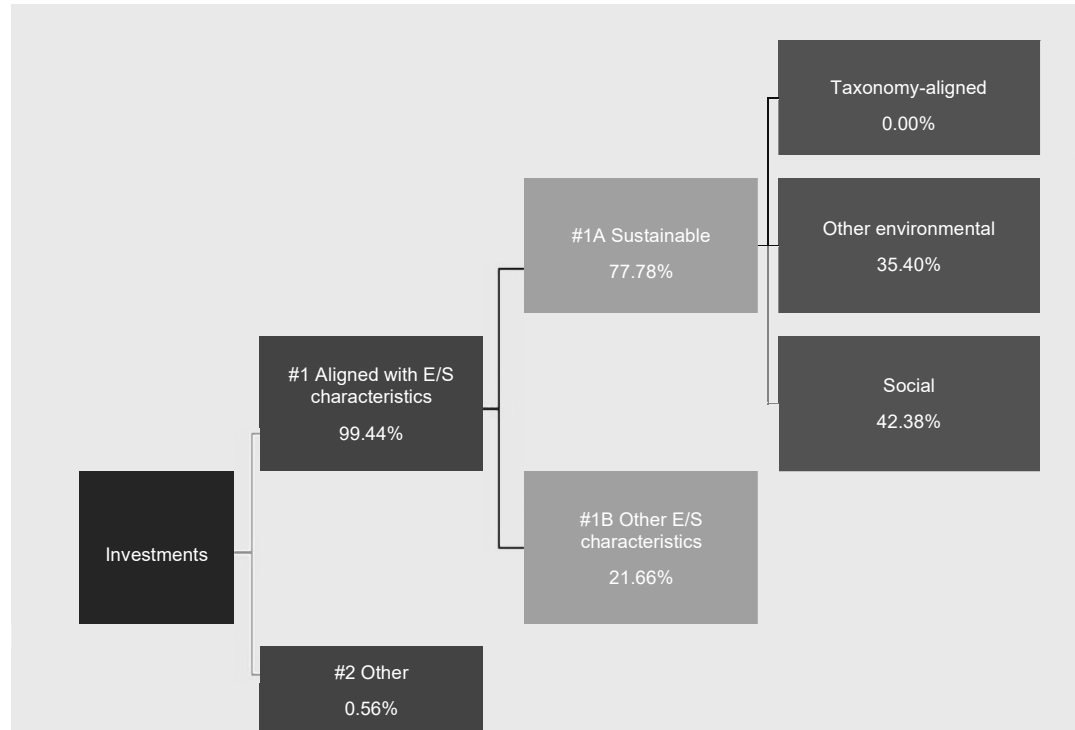 Taxonomy-aligned
0.00%
#1A Sustainable
77.78%
Other environmental
35.40%
#1 Aligned with E/S
characteristics
99.44%
Social
42.38%
Investments
#1B Other E/S
characteristics
21.66%
#2 Other
0.56%